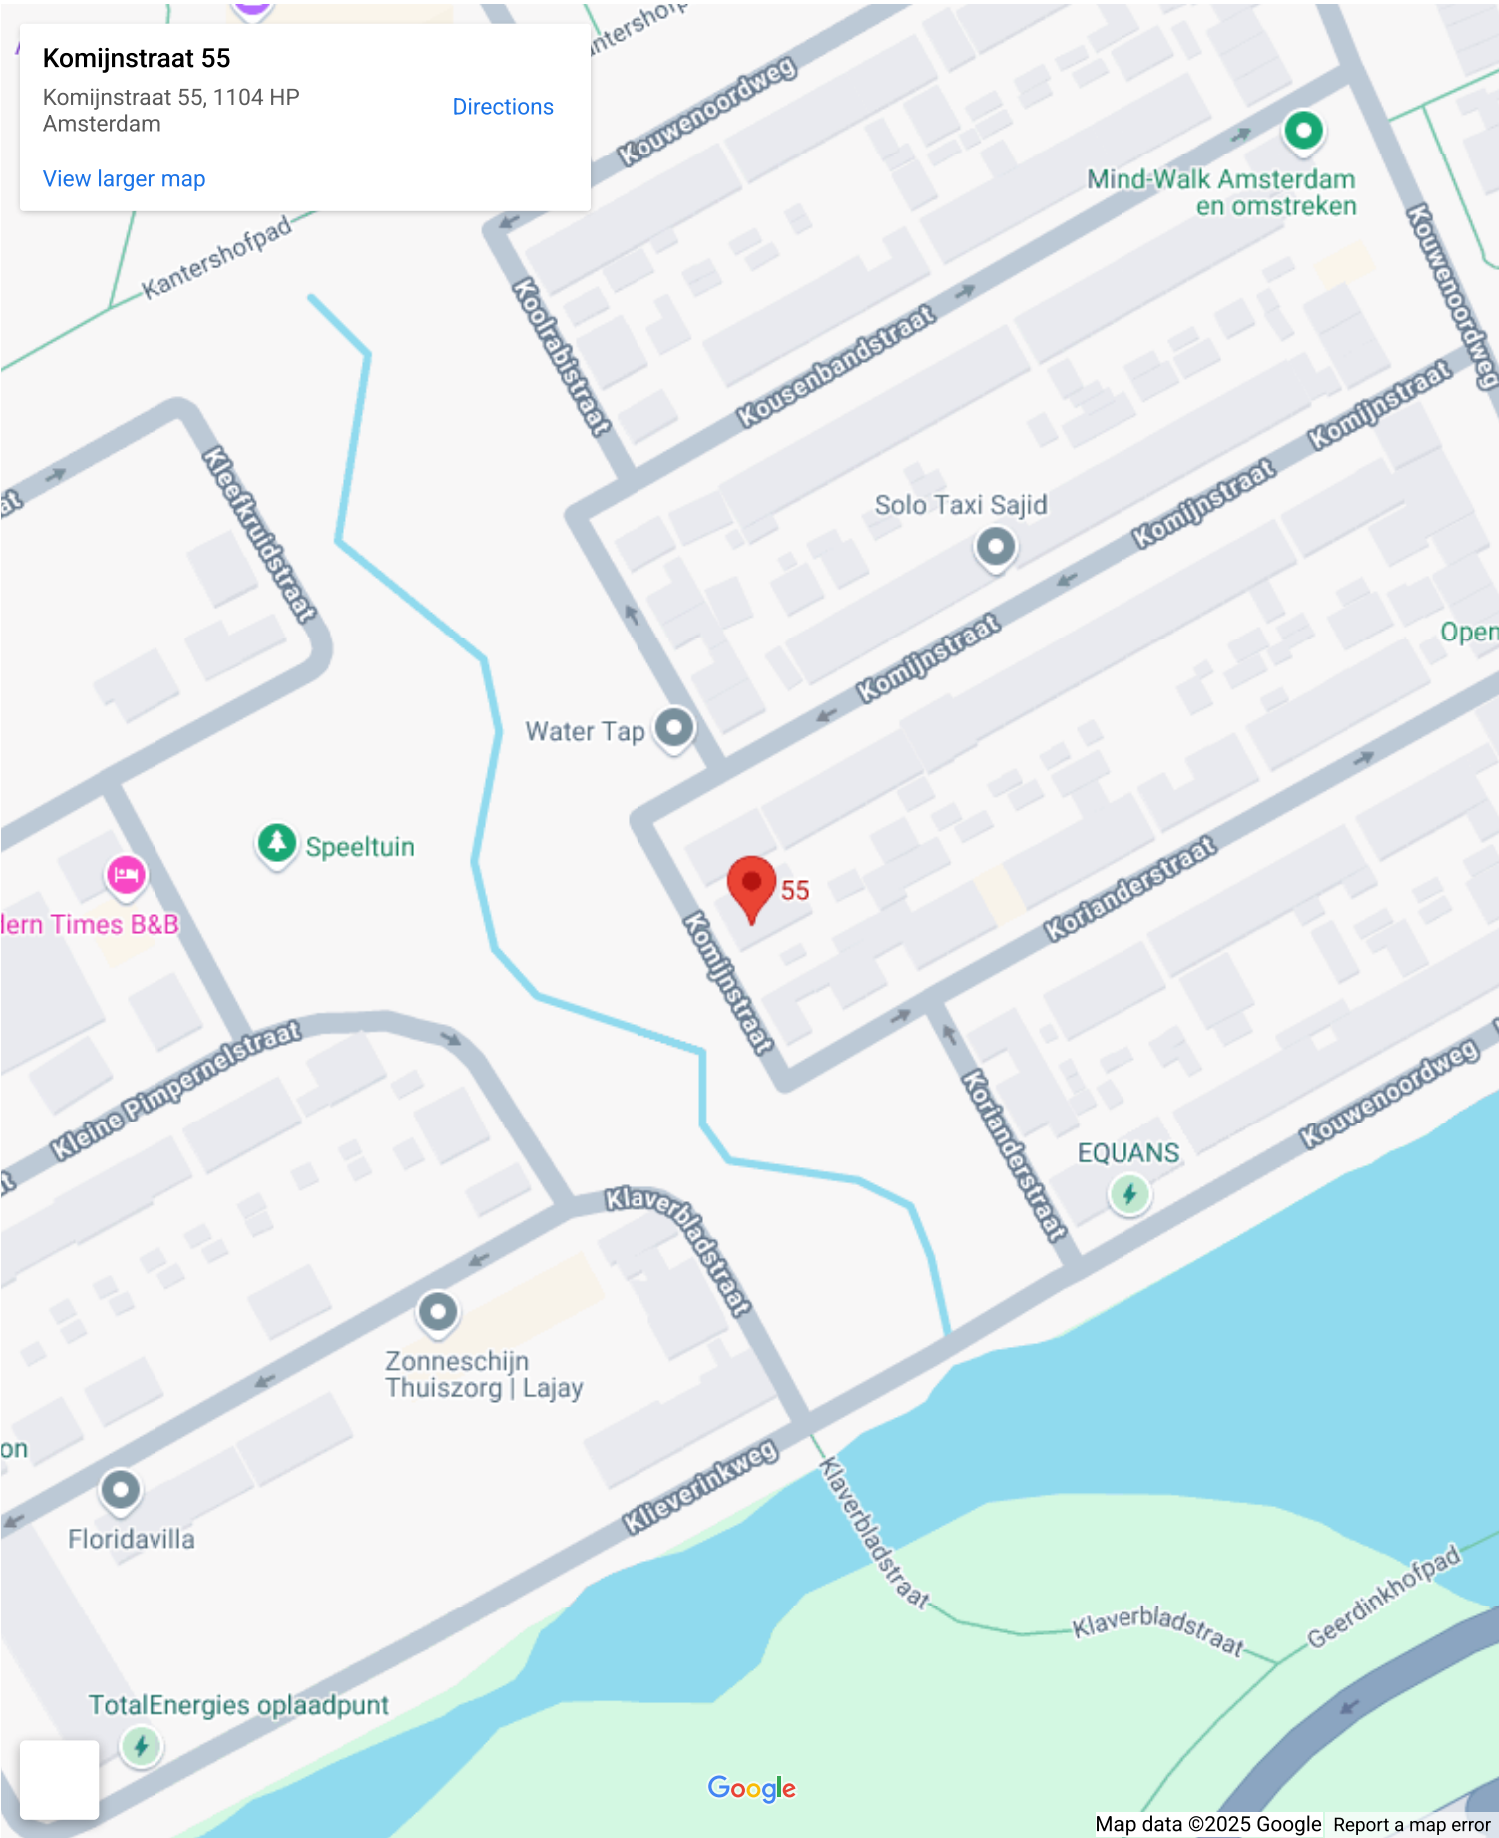 Komijnstraat 55
Komijnstraat 55, 1104 HP
Amsterdam
Directions
View larger map
Kouwenoordweg
Mind-Walk Amsterdam
en omstreken
Kantershofpad
Koolrabistraat
Kouwenoordweg
Kousenbandstraat
Komijnstraat
Kleefkruidstraat
Solo Taxi Sajid
Komijnstraat
Komijnstraat
Open
Water Tap
Speeltuin
55
Korianderstraat
Times B&B
Komijnstraat
Kleine Pimpernelstraat
Korianderstraat
Kouwenoordweg
EQUANS
Klaverbladstraat
Zonneschijn
Thuiszorg | Lajay
Klieverinkweg
Klaverbladstraat
Floridavilla
Geerdinkhofpad
Klaverbladstraat
TotalEnergies oplaadpunt
Google
Map data ©2025 Google
Report a map error